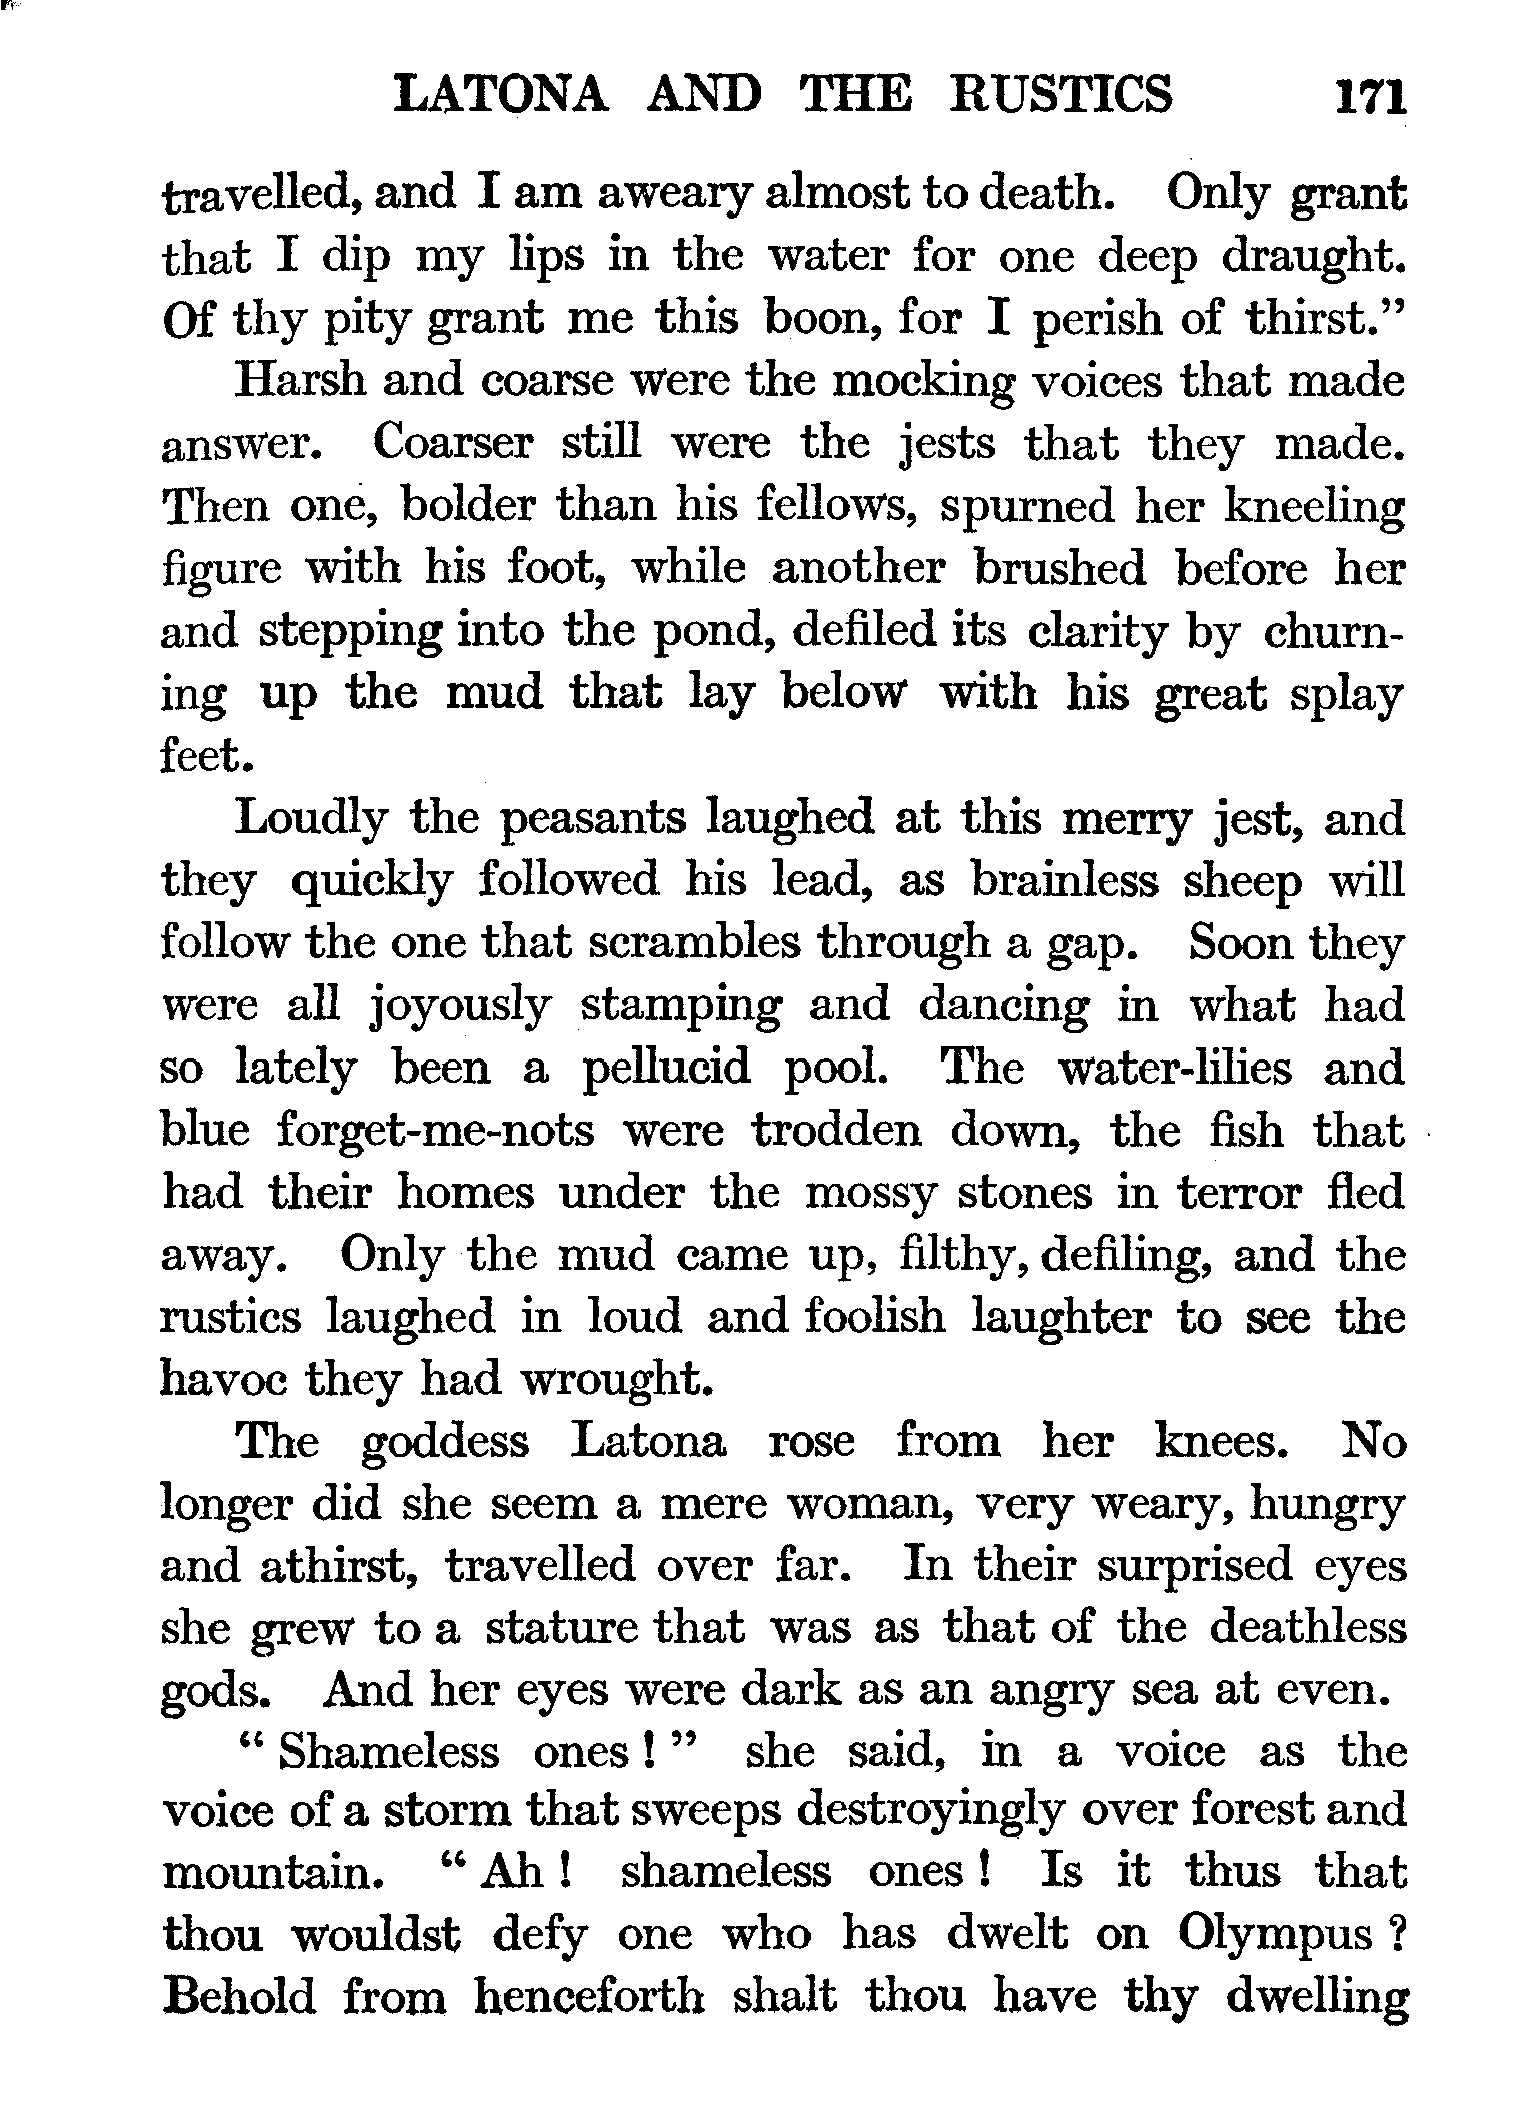 LATONA AND THE RUSTICS 171
travelled, and I am aweary almost to death. Only grant
that I dip my lips in the water for one deep draught.
Of thy pity grant me this boon, for I perish of thirst.”
Harsh and coarse were the mocking voices that made
answer. Coarser still were the jests that they made.
Then one, bolder than his fellows, spurned her kneeling
figure with his foot, while another brushed before her
and stepping into the pond, defiled its clarity by churn-
ing up the mud that lay below with his great splay
feet.
Loudly the peasants laughed at this merry jest, and
they quickly followed his lead, as brainless sheep will
follow the one that scrambles through a gap. Soon they
were all joyously stamping and dancing in what had
so lately been a pellucid pool. The water-lilies and
blue forget-me-nots were trodden down, the fish that
had their homes under the mossy stones in terror fled
away. Only the mud came up, filthy, defiling, and the
rustics laughed in loud and foolish laughter to see the
havoc they had wrought.
The goddess Latona rose from her knees. No
longer did she seem a mere woman, very weary, hungry
and athirst, travelled over far. In their surprised eyes
she grew to a stature that was as that of the deathless
gods. And her eyes were dark as an angry sea at even.
“ Shameless ones ! ” she said, in a voice as the
voice of a storm that sweeps destroyingly over forest and
mountain. “ Ah ! shameless ones ! Is it thus that
thou wouldst defy one who has dwelt on Olympus ?
Behold from henceforth shalt thou have thy dwelling